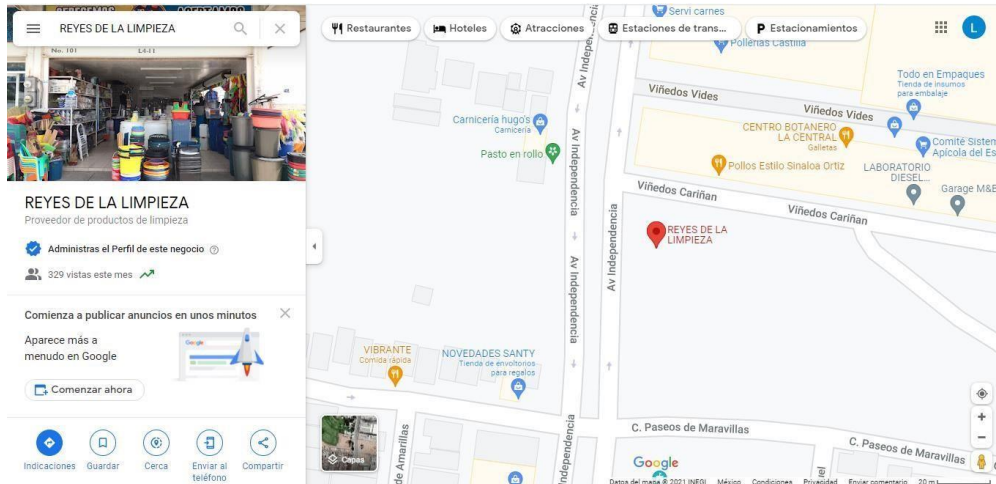 REYES DE LA LIMPIEZA
No. 101
L4-11
REYES DE LA LIMPIEZA
Proveedor de productos de limpieza
Administras el Perfil de este negocio
329 vistas este mes
Comienza a publicar anuncios en unos minutos
Aparece más a
menudo en Google
Google
Comenzar ahora
Indicaciones
Guardar
Cerca
Enviar al
teléfono
Compartir
Restaurantes
Hoteles
Atracciones
Estaciones de trans...
Estacionamientos
L
Servi carnes
Pollerías Castilla
Av Independencia
Todo en Empaques
Tienda de insumos
para embalaje
Viñedos Vides
Viñedos Vides
Carnicería hugo's
Carnicería
Pasto en rollo
CENTRO BOTANERO
LA CENTRAL
Galletas
Comité Sistem
Apícola del Es
Pollos Estilo Sinaloa Ortiz
LABORATORIO
DIESEL...
Garage M&E
Av Independencia
Viñedos Cariñan
Viñedos Cariñan
REYES DE LA
LIMPIEZA
Av Independencia
Av Independencia
VIBRANTE
Comida rápida
NOVEDADES SANTY
Tienda de envoltorios
para regalos
C. Paseos de Maravillas
C. Paseos de Maravillas
Capas
de Amarillas
Independencia
Google
Datos del mapa © 2021 INEGI
México
Condiciones
Privacidad
Enviar comentario
20 m